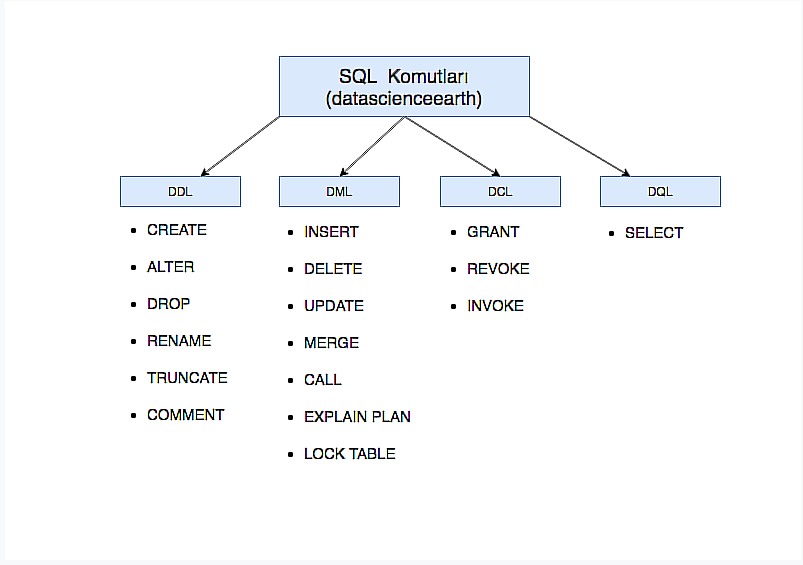 SQL Komutları
(datascienceearth)
DDL
DML
DCL
DQL
• CREATE
• ALTER
• DROP
• RENAME
• TRUNCATE
• COMMENT
• INSERT
• DELETE
• UPDATE
• MERGE
• CALL
• EXPLAIN PLAN
• LOCK TABLE
• GRANT
• REVOKE
• INVOKE
• SELECT